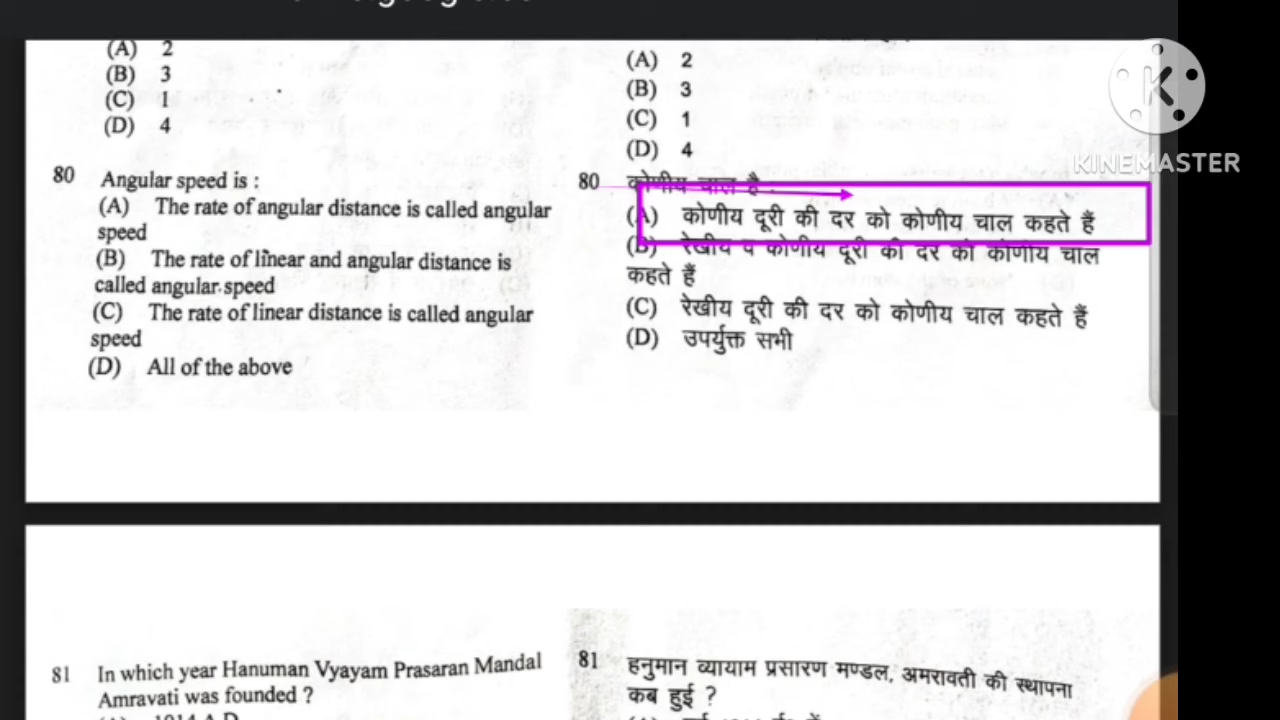 (A) 2
(B) 3
(C) 1
(D) 4
80 Angular speed is :
(A) The rate of angular distance is called angular
speed
(B) The rate of linear and angular distance is
called angular speed
(C) The rate of linear distance is called angular
speed
(D) All of the above
(A) 2
(B) 3
(C) 1
(D) 4
80 कोणीय चाल है
(A) कोणीय दूरी की दर को कोणीय चाल कहते हैं
(B) रेखीय व कोणीय दूरी की दर को कोणीय चाल
कहते हैं
(C) रेखीय दूरी की दर को कोणीय चाल कहते हैं
(D) उपर्युक्त सभी
K
KINEMASTER
81 In which year Hanuman Vyayam Prasaran Mandal
Amravati was founded ?
81 हनुमान व्यायाम प्रसारण मण्डल, अमरावती की स्थापना
कब हुई ?